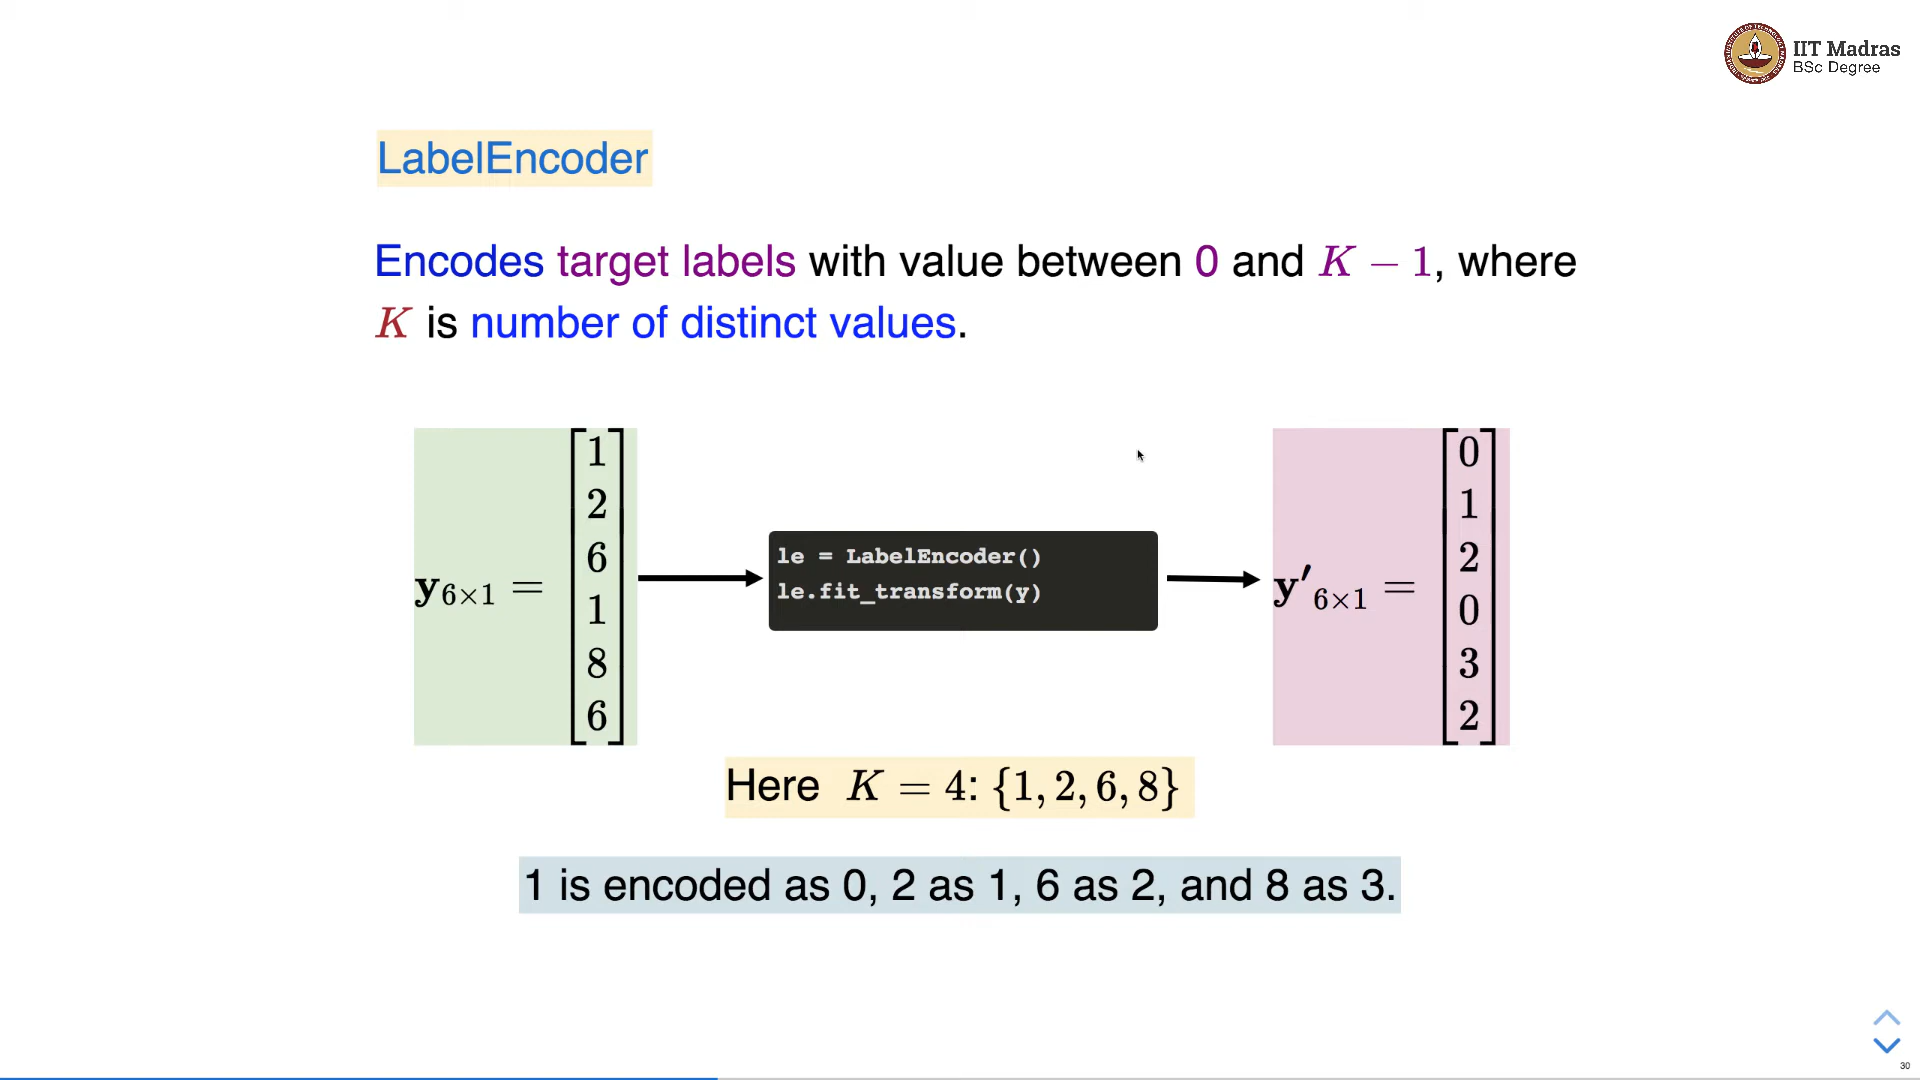 IIT Madras
BSc Degree
LabelEncoder
Encodes target labels with value between 0 and K − 1, where
K is number of distinct values.
y6×1 = [1 2 6 1 8 6]
le = LabelEncoder()
le.fit_transform(y)
y′6×1 = [0 1 2 0 3 2]
Here K = 4: {1, 2, 6, 8}
1 is encoded as 0, 2 as 1, 6 as 2, and 8 as 3.
30